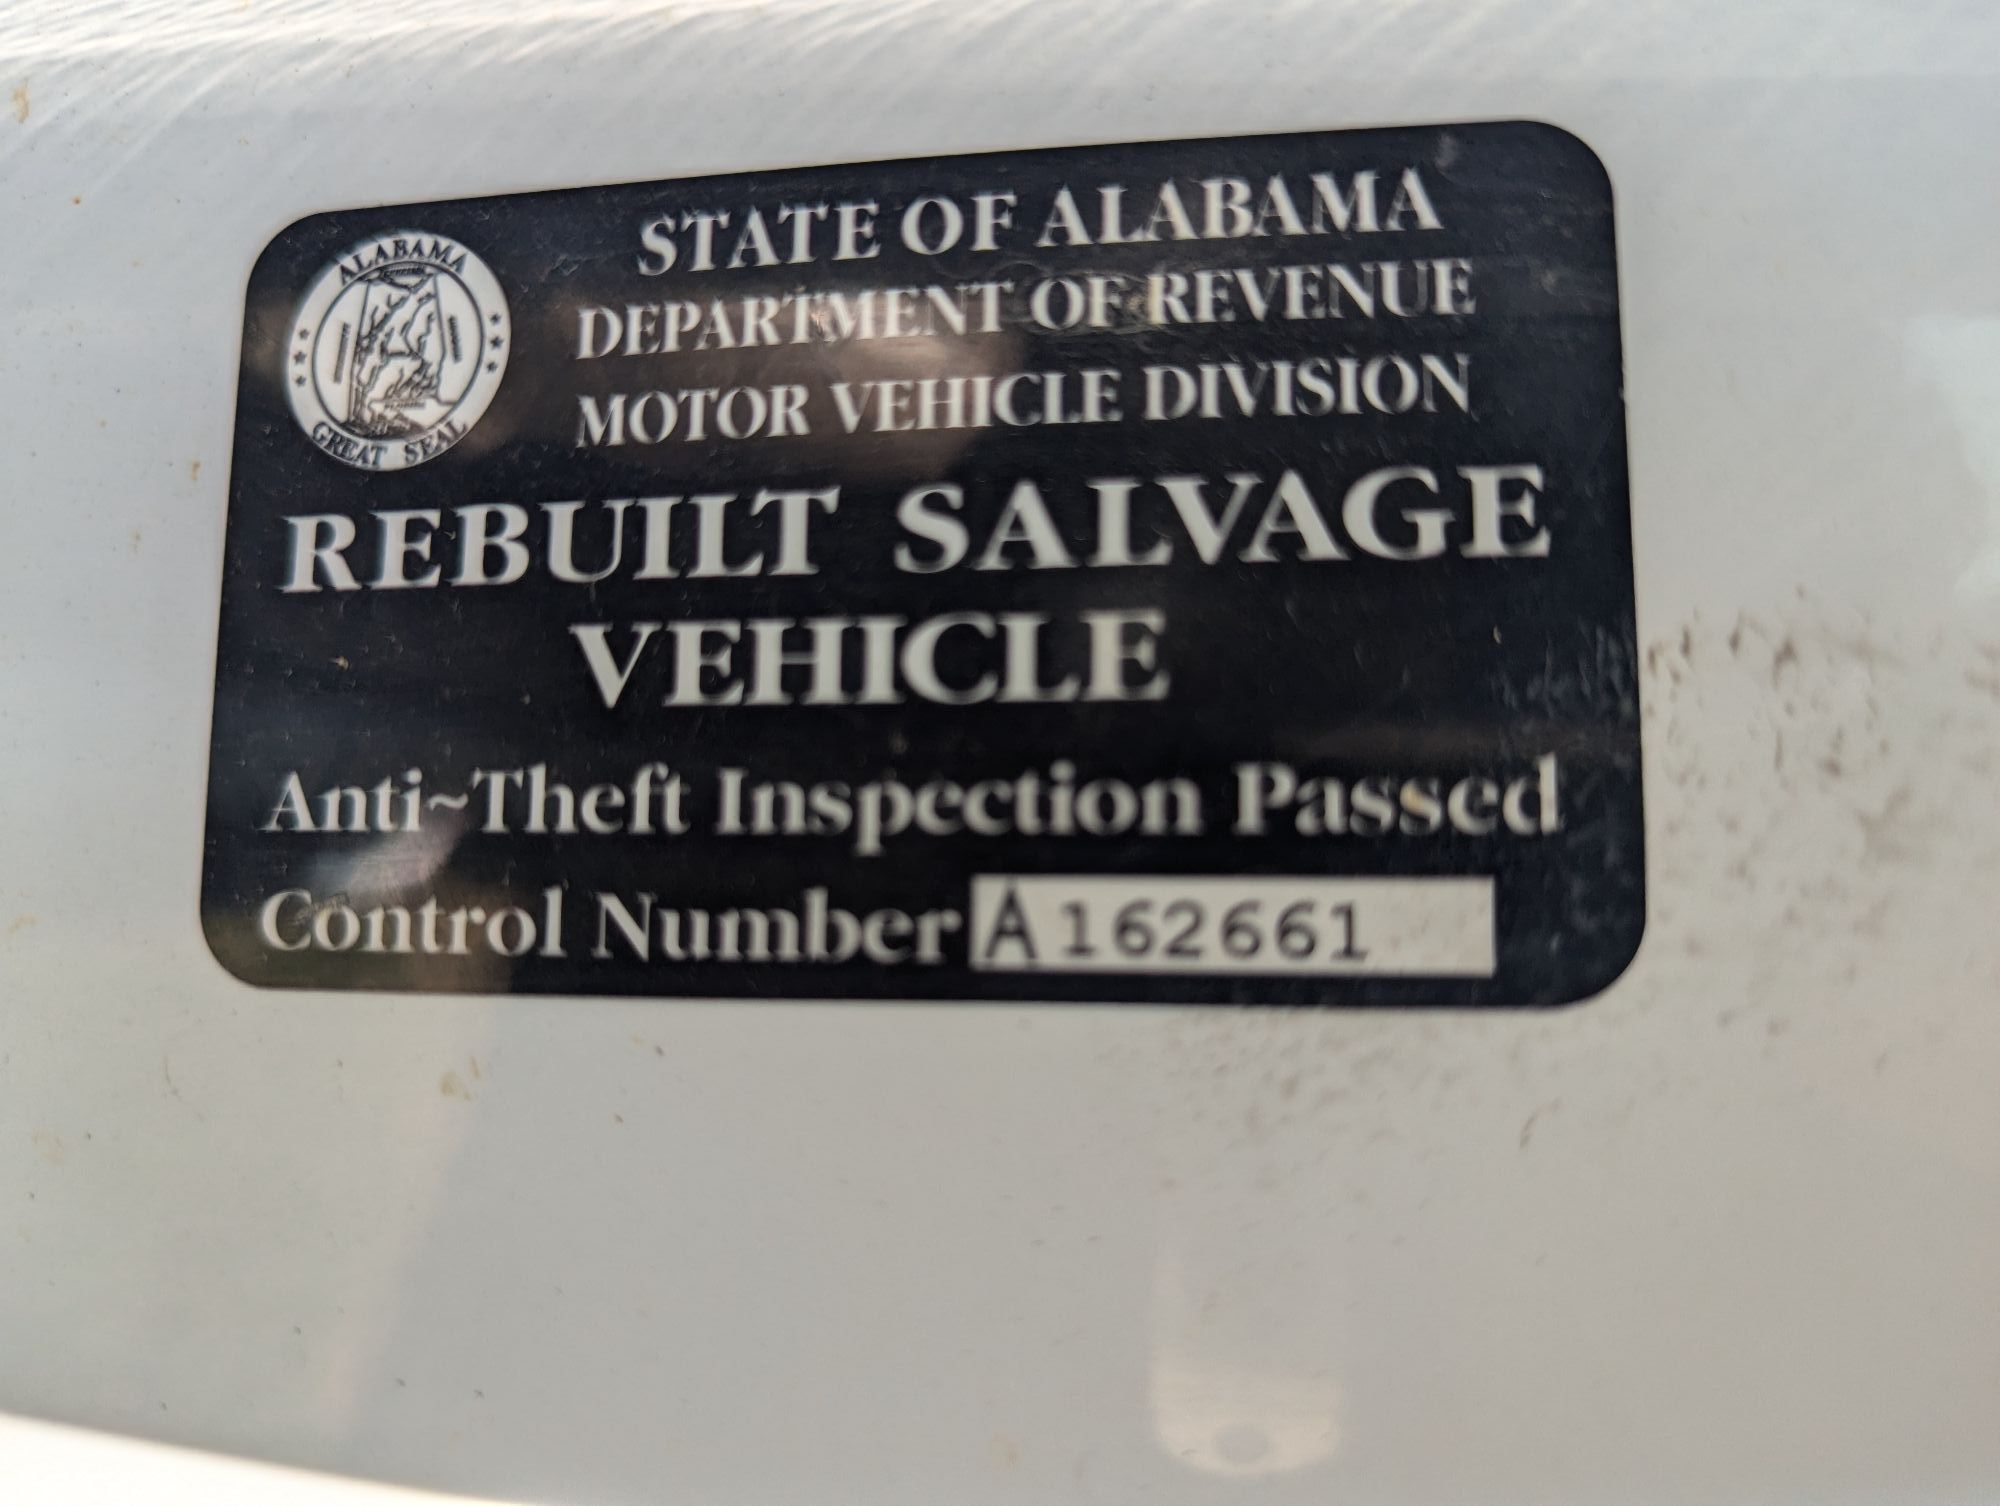 STATE OF ALABAMA
DEPARTMENT OF REVENUE
MOTOR VEHICLE DIVISION
ALABAMA
GREAT SEAL
REBUILT SALVAGE
VEHICLE
Anti~Theft Inspection Passed
Control Number A162661